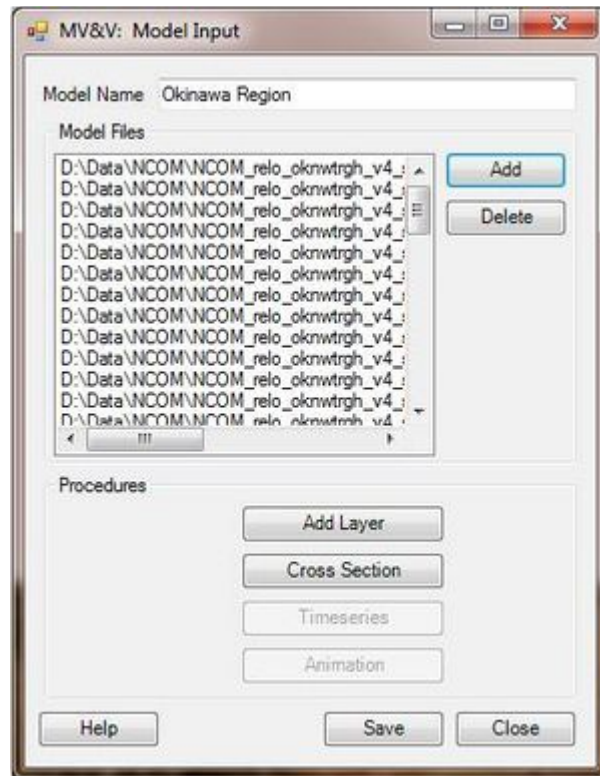 MV&V: Model Input
Model Name Okinawa Region
Model Files
D:\Data\NCOM\NCOM_relo_oknwtrgh_v4_
D:\Data\NCOM\NCOM_relo_oknwtrgh_v4_
D:\Data\NCOM\NCOM_relo_oknwtrgh_v4_
D:\Data\NCOM\NCOM_relo_oknwtrgh_v4_
D:\Data\NCOM\NCOM_relo_oknwtrgh_v4_
D:\Data\NCOM\NCOM_relo_oknwtrgh_v4_
D:\Data\NCOM\NCOM_relo_oknwtrgh_v4_
D:\Data\NCOM\NCOM_relo_oknwtrgh_v4_
D:\Data\NCOM\NCOM_relo_oknwtrgh_v4_
D:\Data\NCOM\NCOM_relo_oknwtrgh_v4_
D:\Data\NCOM\NCOM_relo_oknwtrgh_v4_
D:\Data\NCOM\NCOM_relo_oknwtrgh_v4_
D:\Data\NCOM\NCOM_relo_oknwtrgh_v4_
Add
Delete
Procedures
Add Layer
Cross Section
Timeseries
Animation
Help
Save
Close